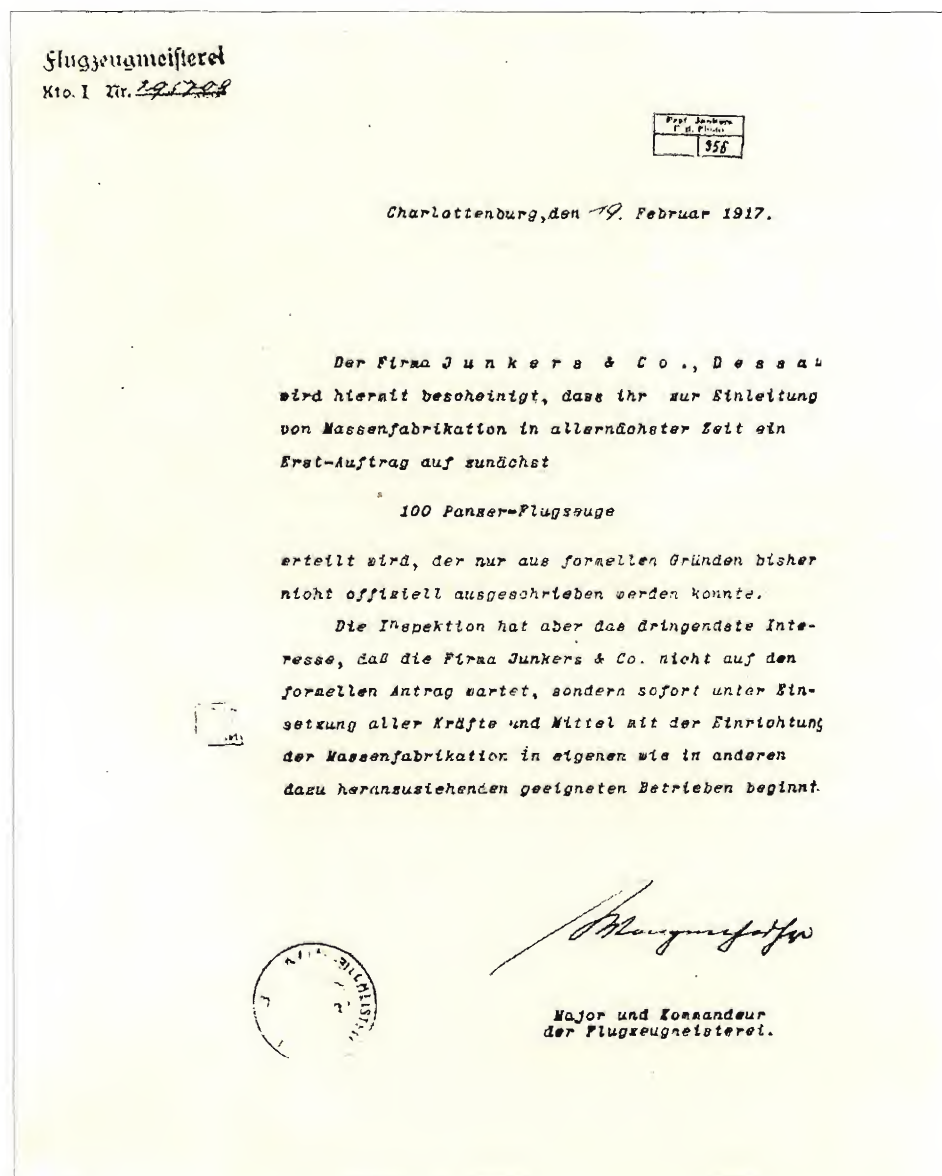 Flugzeugmeisterei
Kto. I Nr.
Prof. Junkers
956
Charlottenburg,den 19. Februar 1917.
Der Firma J u n k e r s & C o . , D e s s a u
wird hiermit bescheinigt, dass ihr zur Einleitung
von Massenfabrikation in allernächster Zeit ein
Erst-Auftrag auf zunächst
100 Panzer-Flugzeuge
erteilt wird, der nur aus formellen Gründen bisher
nicht offiziell ausgeschrieben werden konnte.
Die Inspektion hat aber das dringendste Inte-
resse, daß die Firma Junkers & Co. nicht auf den
formellen Antrag wartet, sondern sofort unter Ein-
setzung aller Kräfte und Mittel mit der Einrichtung
der Massenfabrikation in eigenen wie in anderen
dazu heranzuziehenden geeigneten Betrieben beginnt.
Major und Kommandeur
der Flugzeugmeisterei.